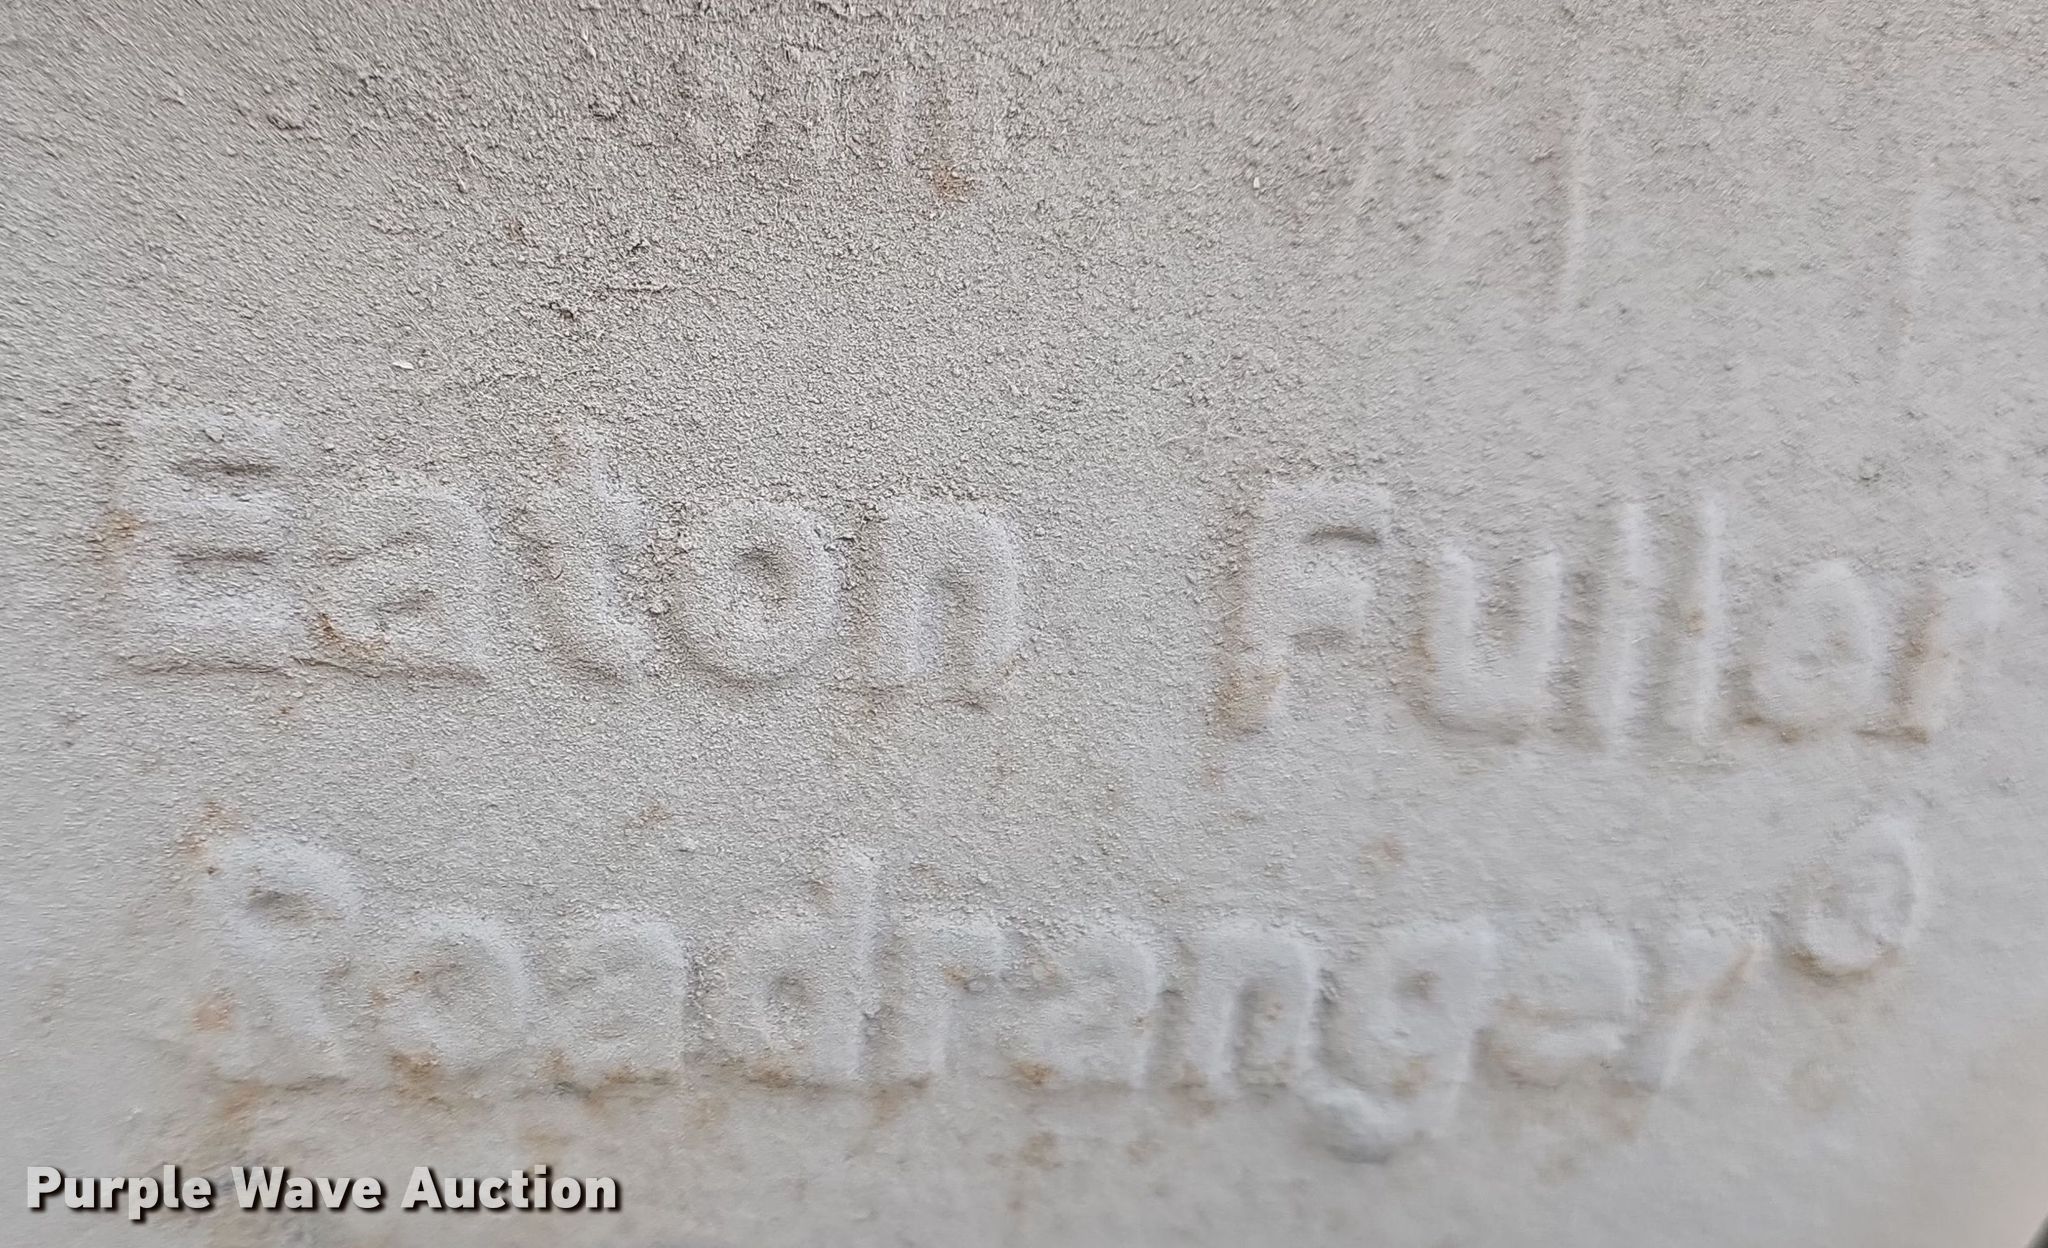 Eaton Fuller
Roadranger®
Purple Wave Auction